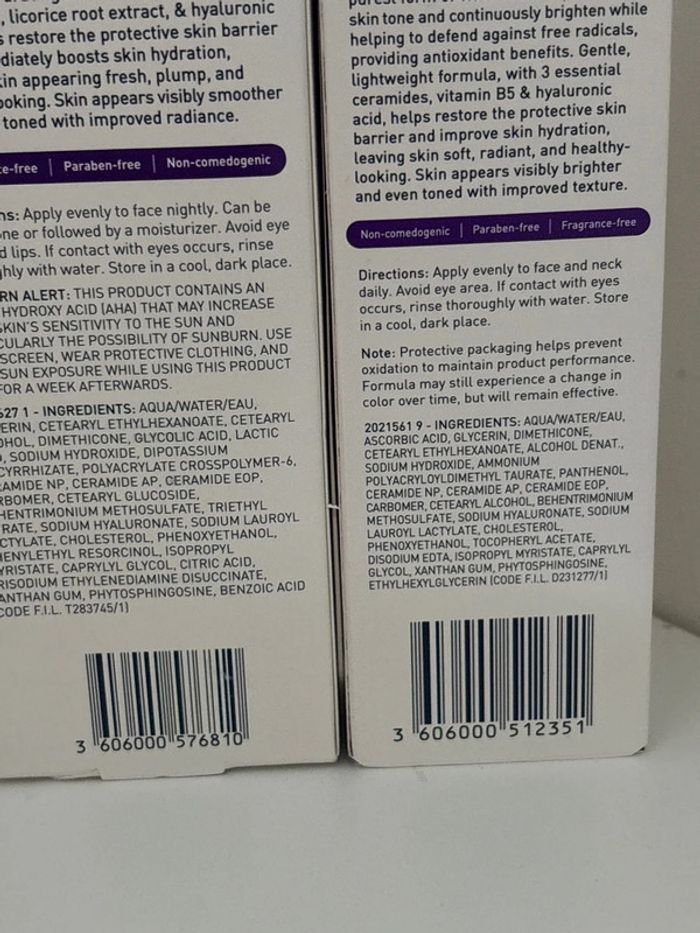 , licorice root extract, & hyaluronic
restore the protective skin barrier
diately boosts skin hydration,
in appearing fresh, plump, and
ooking. Skin appears visibly smoother
toned with improved radiance.
e-free | Paraben-free | Non-comedogenic
ns: Apply evenly to face nightly. Can be
ne or followed by a moisturizer. Avoid eye
d lips. If contact with eyes occurs, rinse
hly with water. Store in a cool, dark place.
RN ALERT: THIS PRODUCT CONTAINS AN
HYDROXY ACID (AHA) THAT MAY INCREASE
SKIN'S SENSITIVITY TO THE SUN AND
CULARLY THE POSSIBILITY OF SUNBURN. USE
SCREEN, WEAR PROTECTIVE CLOTHING, AND
SUN EXPOSURE WHILE USING THIS PRODUCT
FOR A WEEK AFTERWARDS.
627 1 - INGREDIENTS: AQUA/WATER/EAU,
ERIN, CETEARYL ETHYLHEXANOATE, CETEARYL
OHOL, DIMETHICONE, GLYCOLIC ACID, LACTIC
, SODIUM HYDROXIDE, DIPOTASSIUM
CYRRHIZATE, POLYACRYLATE CROSSPOLYMER-6,
AMIDE NP, CERAMIDE AP, CERAMIDE EOP,
RBOMER, CETEARYL GLUCOSIDE,
HENTRIMONIUM METHOSULFATE, TRIETHYL
RATE, SODIUM HYALURONATE, SODIUM LAUROYL
CTYLATE, CHOLESTEROL, PHENOXYETHANOL,
HENYLETHYL RESORCINOL, ISOPROPYL
YRISTATE, CAPRYLYL GLYCOL, CITRIC ACID,
RISODIUM ETHYLENEDIAMINE DISUCCINATE,
ANTHAN GUM, PHYTOSPHINGOSINE, BENZOIC ACID
CODE F.I.L. T283745/1)
3 606000 576810
skin tone and continuously brighten while
helping to defend against free radicals,
providing antioxidant benefits. Gentle,
lightweight formula, with 3 essential
ceramides, vitamin B5 & hyaluronic
acid, helps restore the protective skin
barrier and improve skin hydration,
leaving skin soft, radiant, and healthy-
looking. Skin appears visibly brighter
and even toned with improved texture.
Non-comedogenic | Paraben-free | Fragrance-free
Directions: Apply evenly to face and neck
daily. Avoid eye area. If contact with eyes
occurs, rinse thoroughly with water. Store
in a cool, dark place.
Note: Protective packaging helps prevent
oxidation to maintain product performance.
Formula may still experience a change in
color over time, but will remain effective.
2021561 9 - INGREDIENTS: AQUA/WATER/EAU,
ASCORBIC ACID, GLYCERIN, DIMETHICONE,
CETEARYL ETHYLHEXANOATE, ALCOHOL DENAT.,
SODIUM HYDROXIDE, AMMONIUM
POLYACRYLOYLDIMETHYL TAURATE, PANTHENOL,
CERAMIDE NP, CERAMIDE AP, CERAMIDE EOP,
CARBOMER, CETEARYL ALCOHOL, BEHENTRIMONIUM
METHOSULFATE, SODIUM HYALURONATE, SODIUM
LAUROYL LACTYLATE, CHOLESTEROL,
PHENOXYETHANOL, TOCOPHERYL ACETATE,
DISODIUM EDTA, ISOPROPYL MYRISTATE, CAPRYLYL
GLYCOL, XANTHAN GUM, PHYTOSPHINGOSINE,
ETHYLHEXYLGLYCERIN (CODE F.I.L. D231277/1)
3 606000 512351